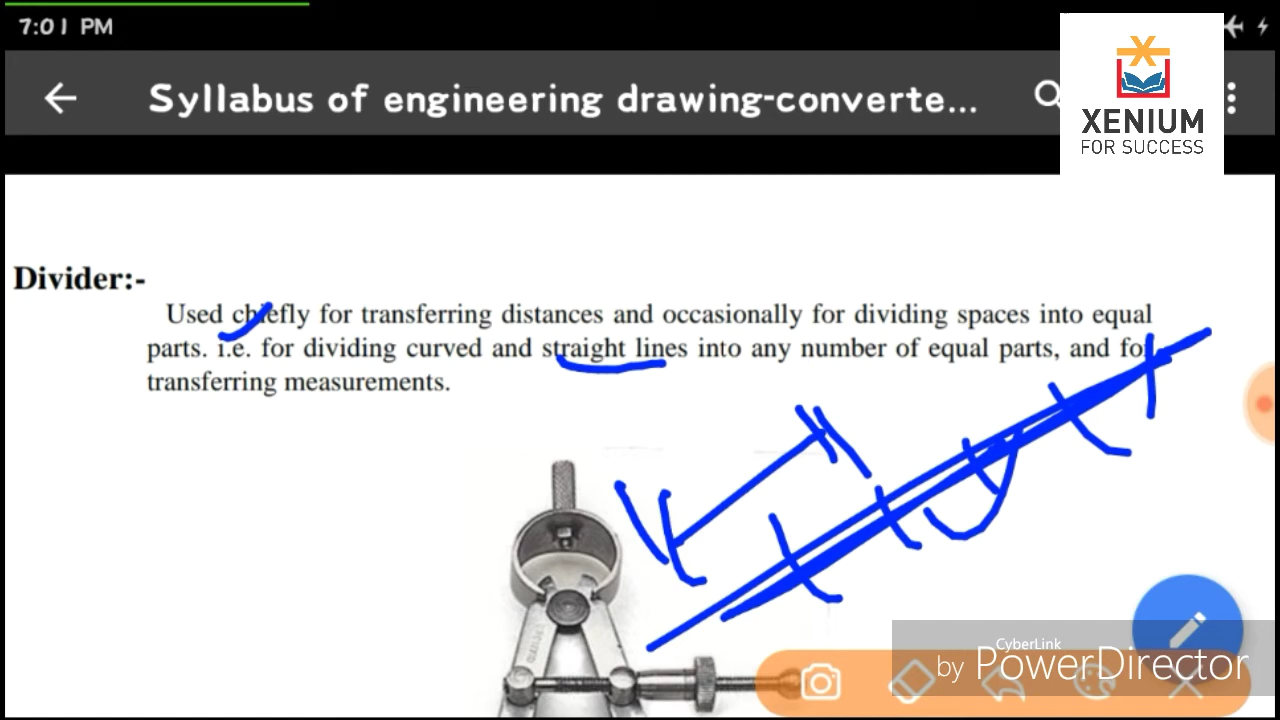 7:01 PM
Syllabus of engineering drawing-converte...
XENIUM
FOR SUCCESS
Divider:-
Used chiefly for transferring distances and occasionally for dividing spaces into equal
parts. i.e. for dividing curved and straight lines into any number of equal parts, and for
transferring measurements.
CyberLink
by PowerDirector